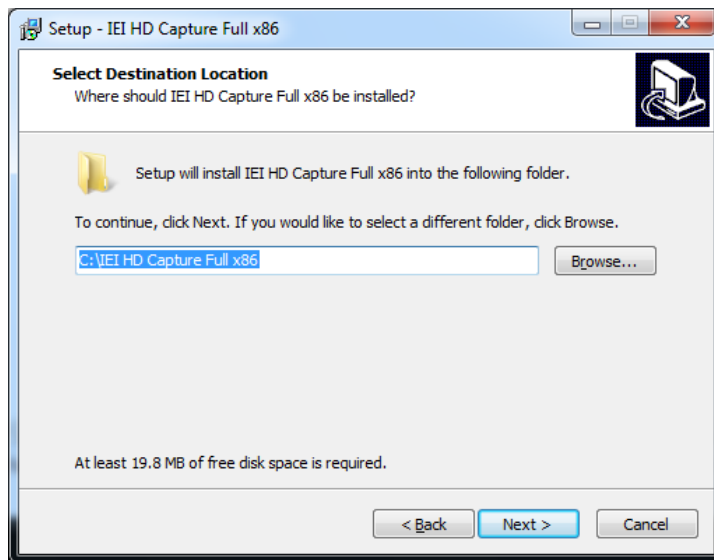 Setup - IEI HD Capture Full x86
Select Destination Location
Where should IEI HD Capture Full x86 be installed?
Setup will install IEI HD Capture Full x86 into the following folder.
To continue, click Next. If you would like to select a different folder, click Browse.
C:\IEI HD Capture Full x86
Browse...
At least 19.8 MB of free disk space is required.
< Back
Next >
Cancel